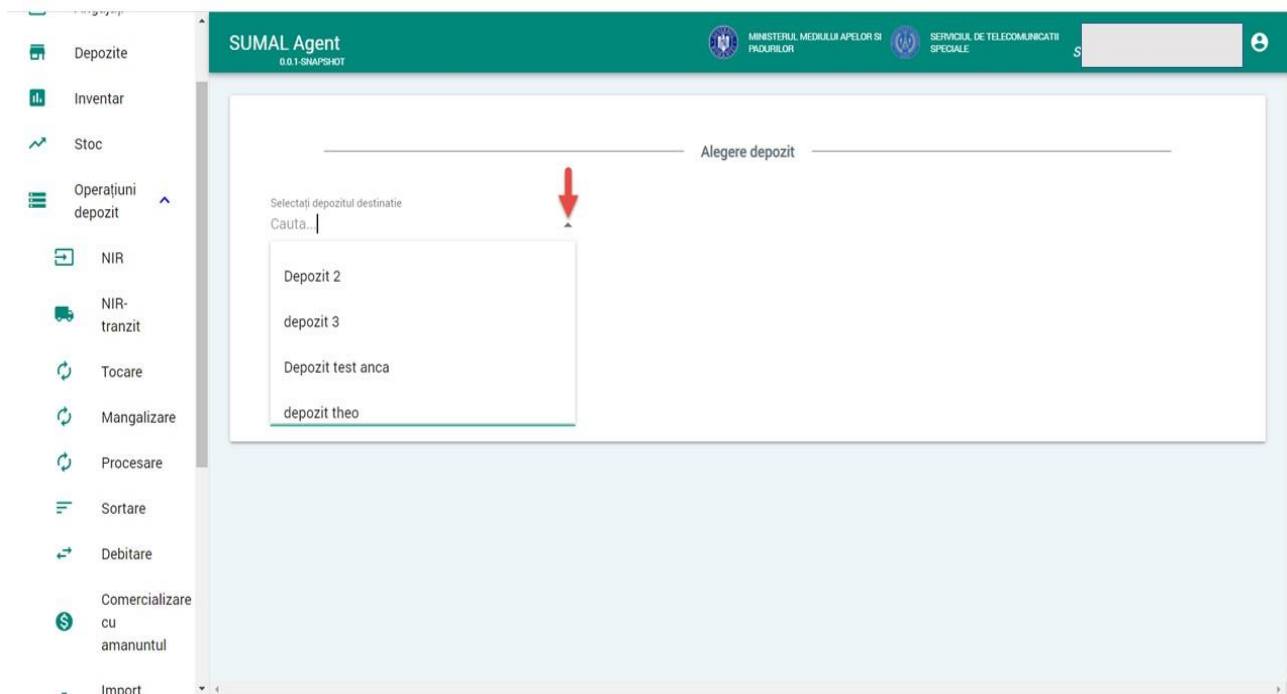 Depozite
Inventar
Stoc
Operațiuni
depozit
NIR
NIR-
tranzit
Tocare
Mangalizare
Procesare
Sortare
Debitare
Comercializare
cu
amanuntul
Import
SUMAL Agent
0.0.1-SNAPSHOT
MINISTERUL MEDIULUI APELOR SI
PADURILOR
SERVICIUL DE TELECOMUNICATII
SPECIALE
S
Alegere depozit
Selectați depozitul destinatie
Cauta...
Depozit 2
depozit 3
Depozit test anca
depozit theo